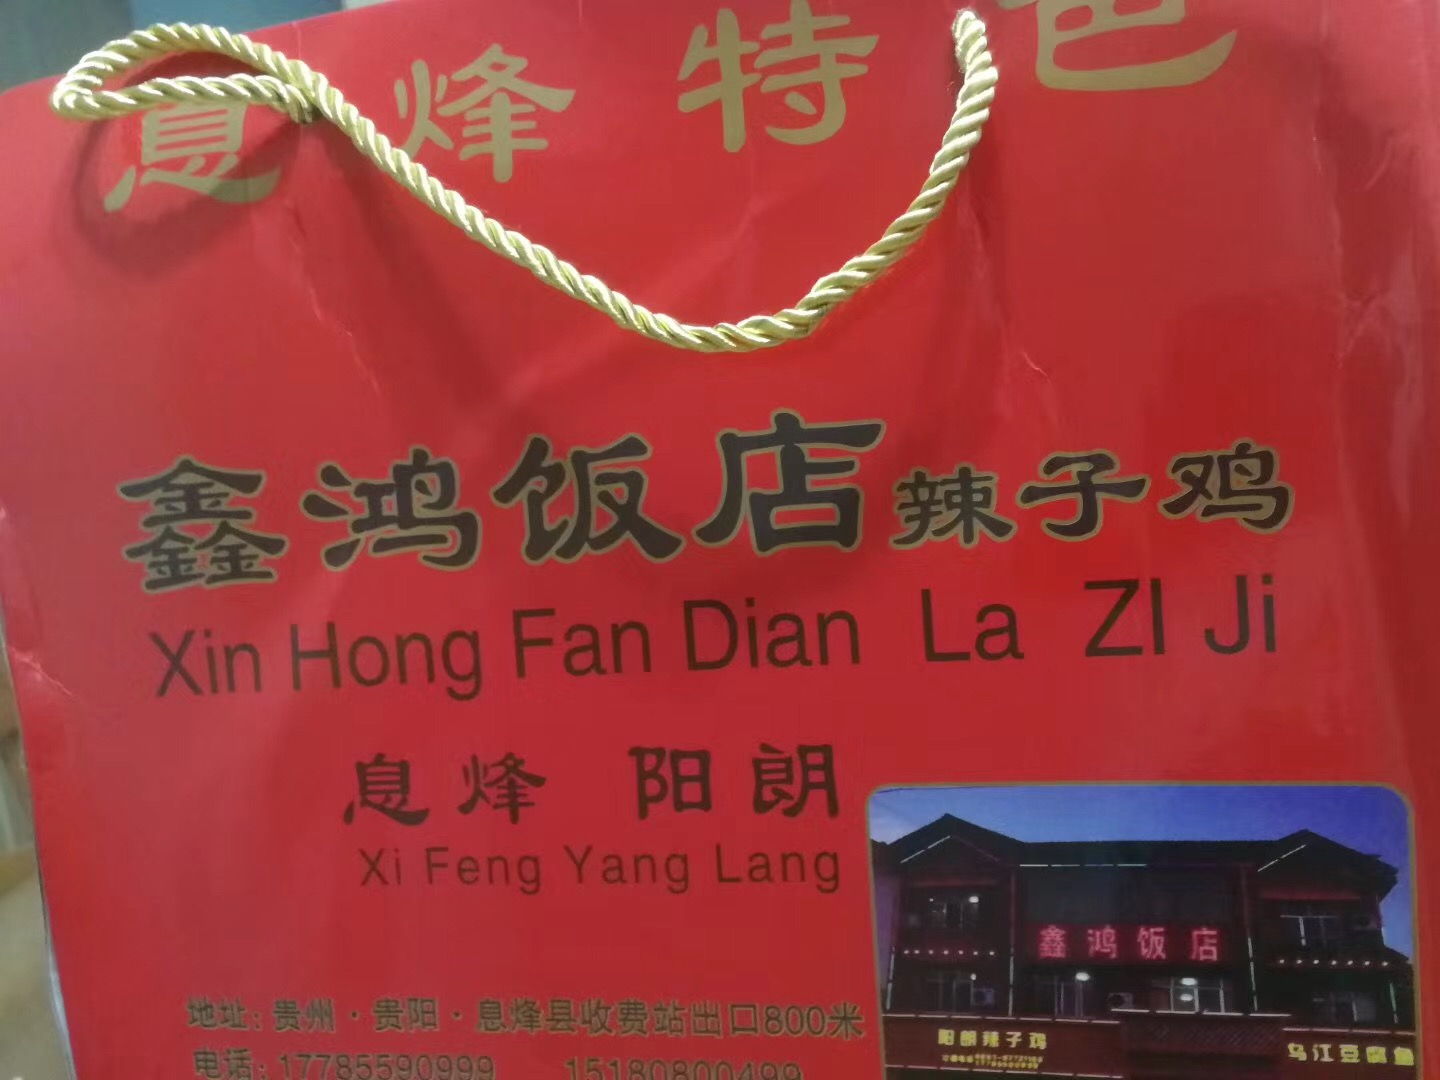 息烽特色
鑫鸿饭店辣子鸡
Xin Hong Fan Dian La ZI Ji
息烽 阳朗
Xi Feng Yang Lang
鑫鸿饭店
阳朗辣子鸡
乌江豆腐鱼
地址：贵州·贵阳·息烽县收费站出口800米
电话：17785590999 15180800499